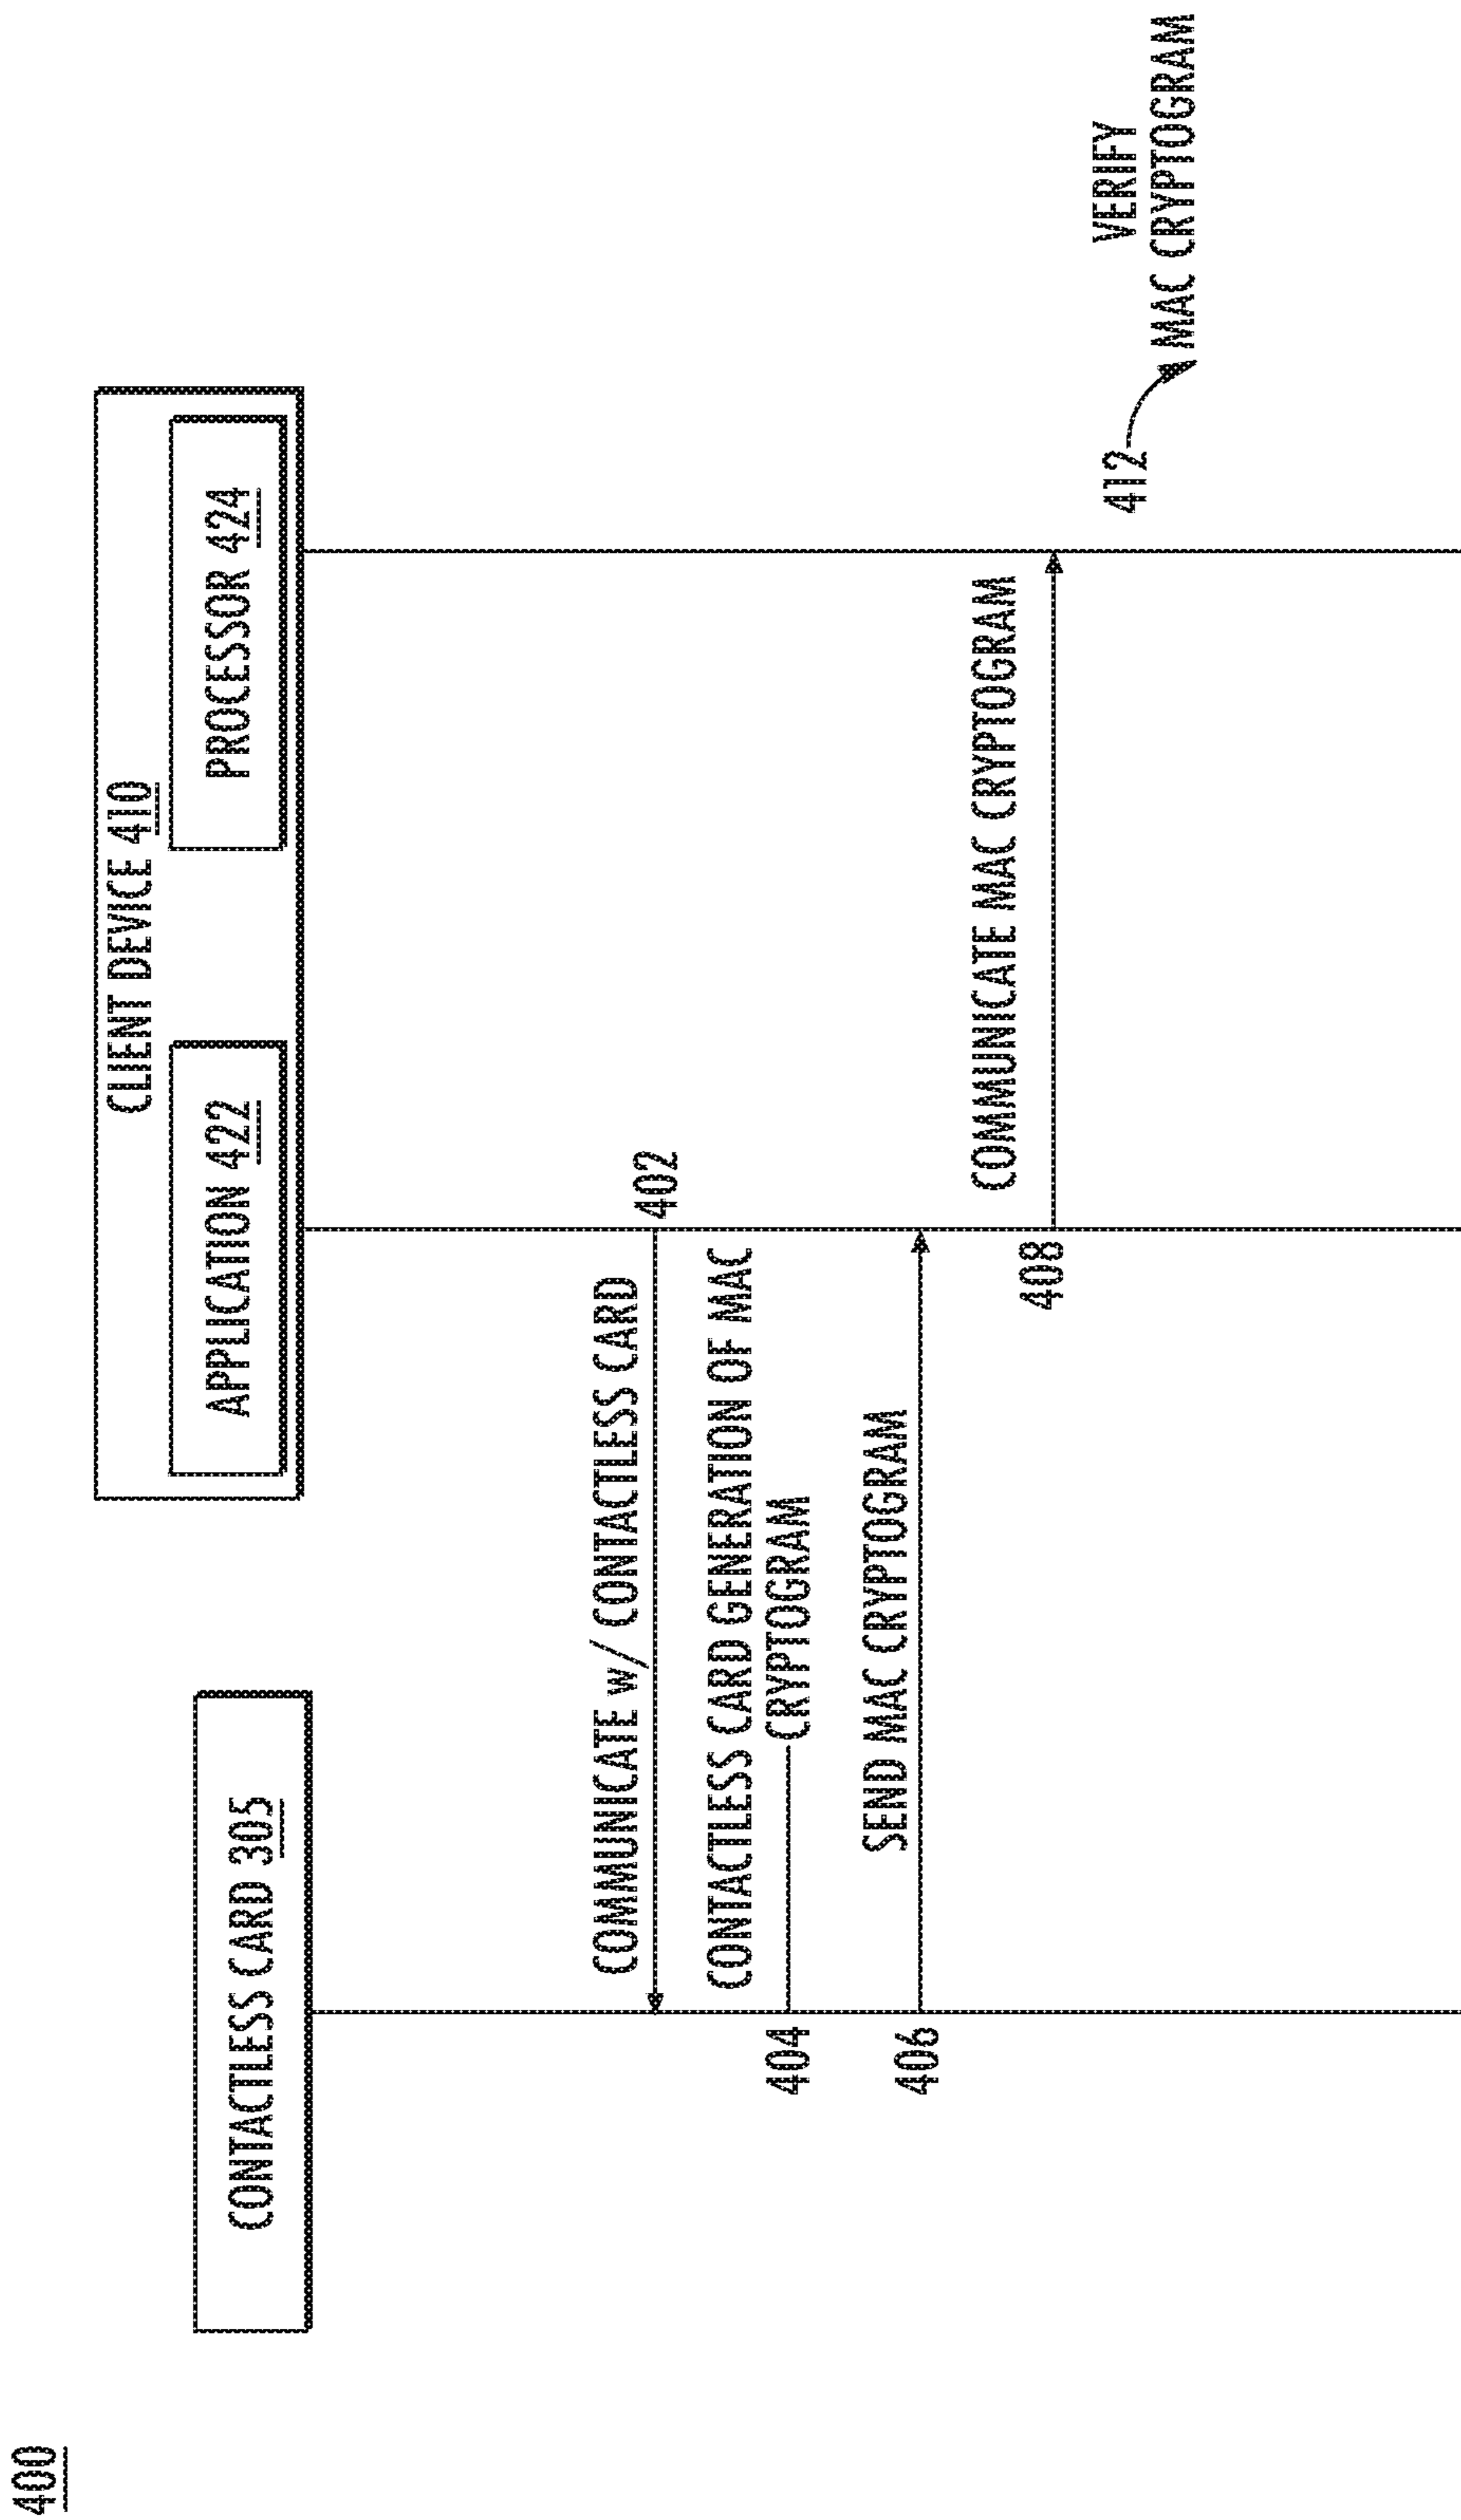 400
CLIENT DEVICE 410
CONTACTLESS CARD 305
APPLICATION 422
PROCESSOR 424
COMMUNICATE w/ CONTACTLESS CARD
402
CONTACTLESS CARD GENERATION OF MAC
404
CRYPTOGRAM
SEND MAC CRYPTOGRAM
406
COMMUNICATE MAC CRYPTOGRAM
408
412
VERIFY
MAC CRYPTOGRAM